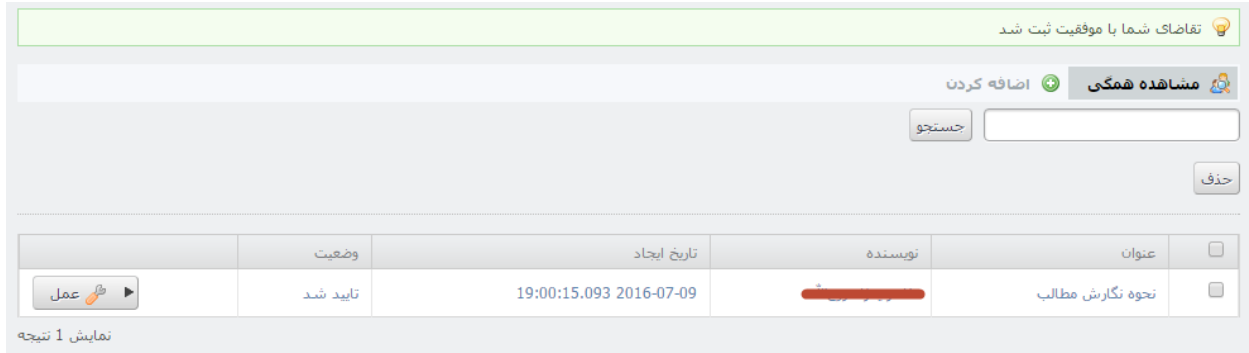 تقاضای شما با موفقیت ثبت شد
مشاهده همگی اضافه کردن
جستجو
حذف
عنوان نویسنده تاریخ ایجاد وضعیت
نحوه نگارش مطالب 19:00:15.093 2016-07-09 تایید شد عمل
نمایش 1 نتیجه